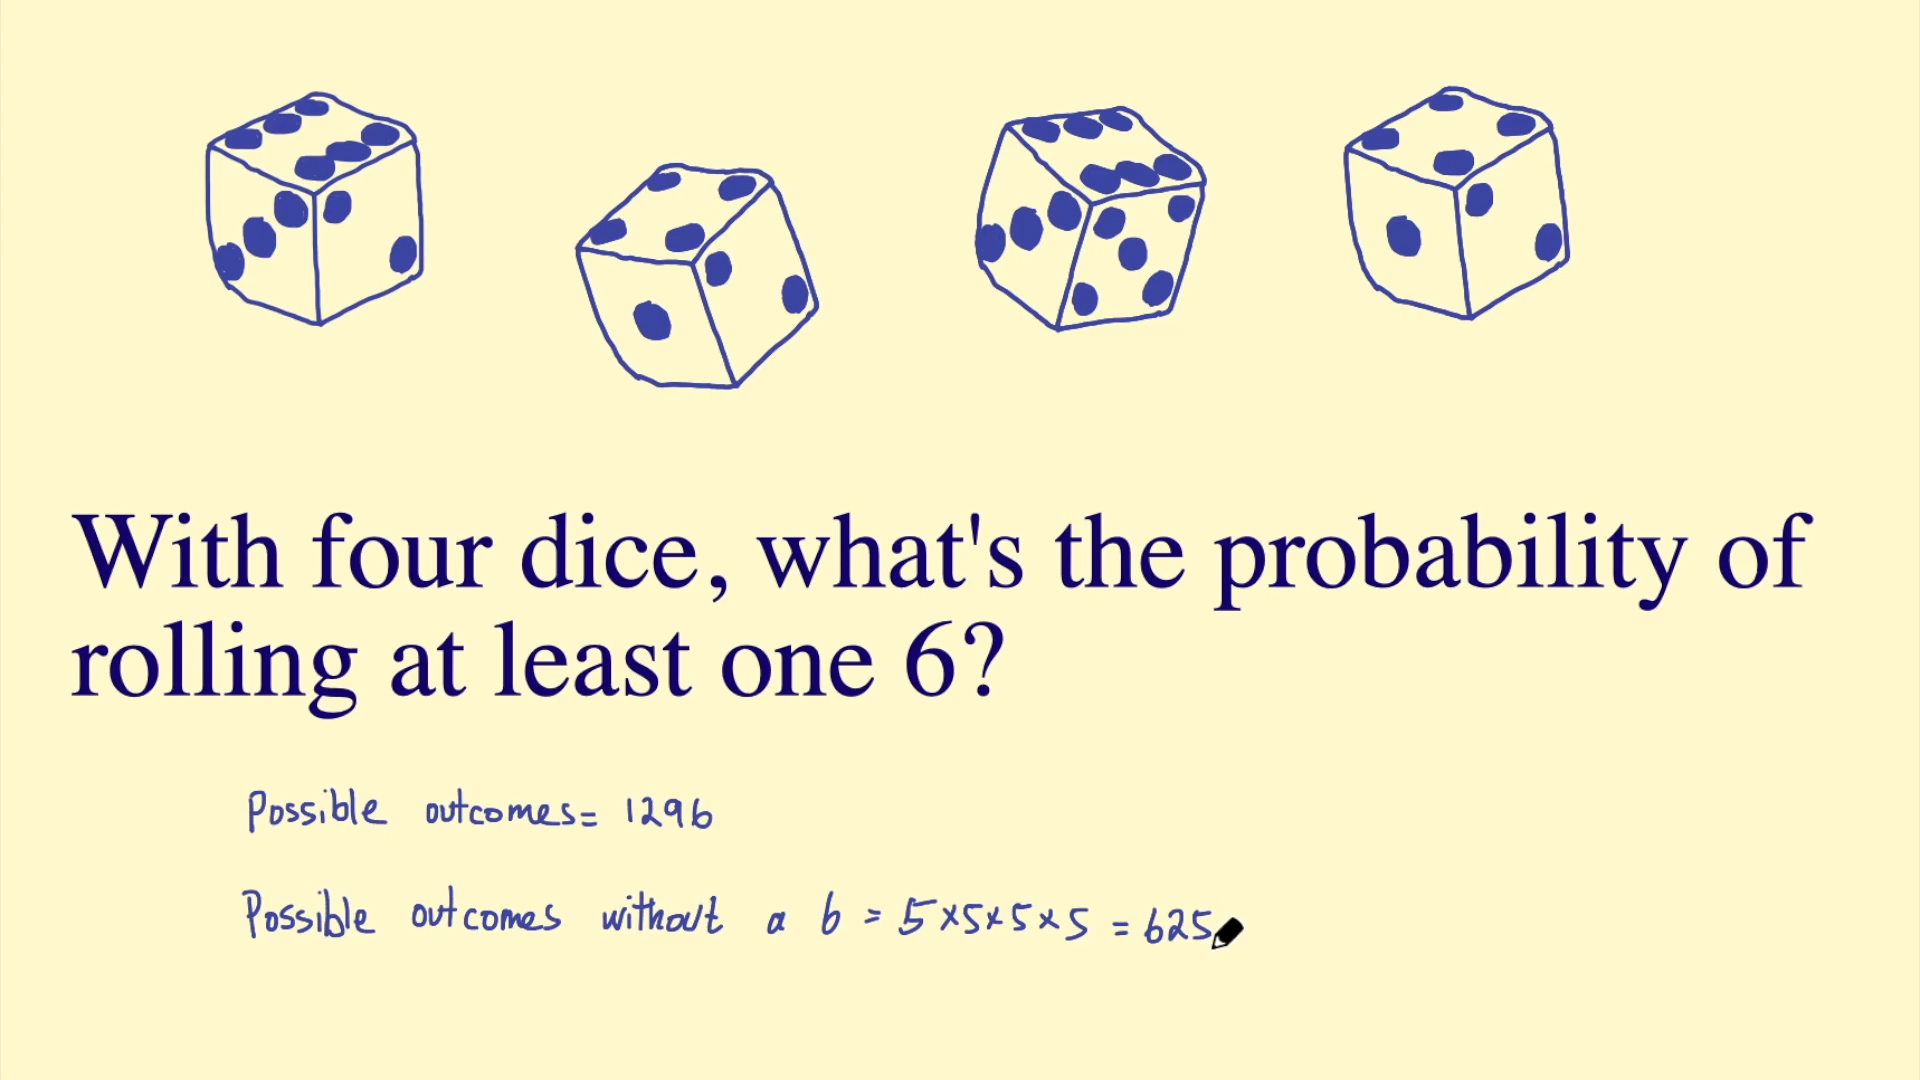 With four dice, what's the probability of
rolling at least one 6?
Possible outcomes= 1296
Possible outcomes without a 6 = 5×5×5×5 = 625